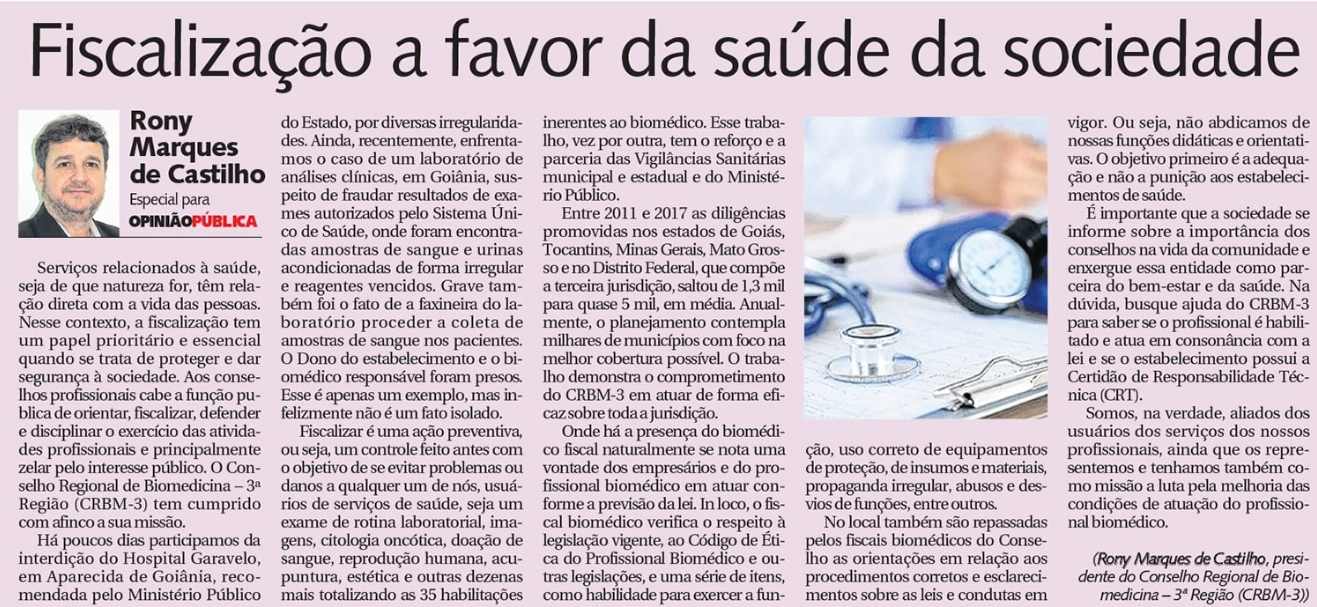 Fiscalização a favor da saúde da sociedade
Rony
Marques
de Castilho
Especial para
OPINIÃOPÚBLICA
Serviços relacionados à saúde,
seja de que natureza for, têm rela-
ção direta com a vida das pessoas.
Nesse contexto, a fiscalização tem
um papel prioritário e essencial
quando se trata de proteger e dar
segurança à sociedade. Aos conse-
lhos profissionais cabe a função pu-
blica de orientar, fiscalizar, defender
e disciplinar o exercício das ativida-
des profissionais e principalmente
zelar pelo interesse público. O Con-
selho Regional de Biomedicina – 3ª
Região (CRBM-3) tem cumprido
com afinco a sua missão.
Há poucos dias participamos da
interdição do Hospital Garavelo,
em Aparecida de Goiânia, reco-
mendada pelo Ministério Público
do Estado, por diversas irregularida-
des. Ainda, recentemente, enfrenta-
mos o caso de um laboratório de
análises clínicas, em Goiânia, sus-
peito de fraudar resultados de exa-
mes autorizados pelo Sistema Úni-
co de Saúde, onde foram encontra-
das amostras de sangue e urinas
acondicionadas de forma irregular
e reagentes vencidos. Grave tam-
bém foi o fato de a faxineira do la-
boratório proceder a coleta de
amostras de sangue nos pacientes.
O Dono do estabelecimento e o bi-
omédico responsável foram presos.
Esse é apenas um exemplo, mas in-
felizmente não é um fato isolado.
Fiscalizar é uma ação preventiva,
ou seja, um controle feito antes com
o objetivo de se evitar problemas ou
danos a qualquer um de nós, usuá-
rios de serviços de saúde, seja um
exame de rotina laboratorial, ima-
gens, citologia oncótica, doação de
sangue, reprodução humana, acu-
puntura, estética e outras dezenas
mais totalizando as 35 habilitações
inerentes ao biomédico. Esse traba-
lho, vez por outra, tem o reforço e a
parceria das Vigilâncias Sanitárias
municipal e estadual e do Ministé-
rio Público.
Entre 2011 e 2017 as diligências
promovidas nos estados de Goiás,
Tocantins, Minas Gerais, Mato Gros-
so e no Distrito Federal, que compõe
a terceira jurisdição, saltou de 1,3 mil
para quase 5 mil, em média. Anual-
mente, o planejamento contempla
milhares de municípios com foco na
melhor cobertura possível. O traba-
lho demonstra o comprometimento
do CRBM-3 em atuar de forma efi-
caz sobre toda a jurisdição.
Onde há a presença do biomédi-
co fiscal naturalmente se nota uma
vontade dos empresários e do pro-
fissional biomédico em atuar con-
forme a previsão da lei. In loco, o fis-
cal biomédico verifica o respeito à
legislação vigente, ao Código de Éti-
ca do Profissional Biomédico e ou-
tras legislações, e uma série de itens,
como habilidade para exercer a fun-
ção, uso correto de equipamentos
de proteção, de insumos e materiais,
propaganda irregular, abusos e des-
vios de funções, entre outros.
No local também são repassadas
pelos fiscais biomédicos do Conse-
lho as orientações em relação aos
procedimentos corretos e esclareci-
mentos sobre as leis e condutas em
vigor. Ou seja, não abdicamos de
nossas funções didáticas e orientati-
vas. O objetivo primeiro é a adequa-
ção e não a punição aos estabeleci-
mentos de saúde.
É importante que a sociedade se
informe sobre a importância dos
conselhos na vida da comunidade e
enxergue essa entidade como par-
ceira do bem-estar e da saúde. Na
dúvida, busque ajuda do CRBM-3
para saber se o profissional é habili-
tado e atua em consonância com a
lei e se o estabelecimento possui a
Certidão de Responsabilidade Téc-
nica (CRT).
Somos, na verdade, aliados dos
usuários dos serviços dos nossos
profissionais, ainda que os repre-
sentemos e tenhamos também co-
mo missão a luta pela melhoria das
condições de atuação do profissio-
nal biomédico.
(Rony Marques de Castilho, presi-
dente do Conselho Regional de Bio-
medicina – 3ª Região (CRBM-3))